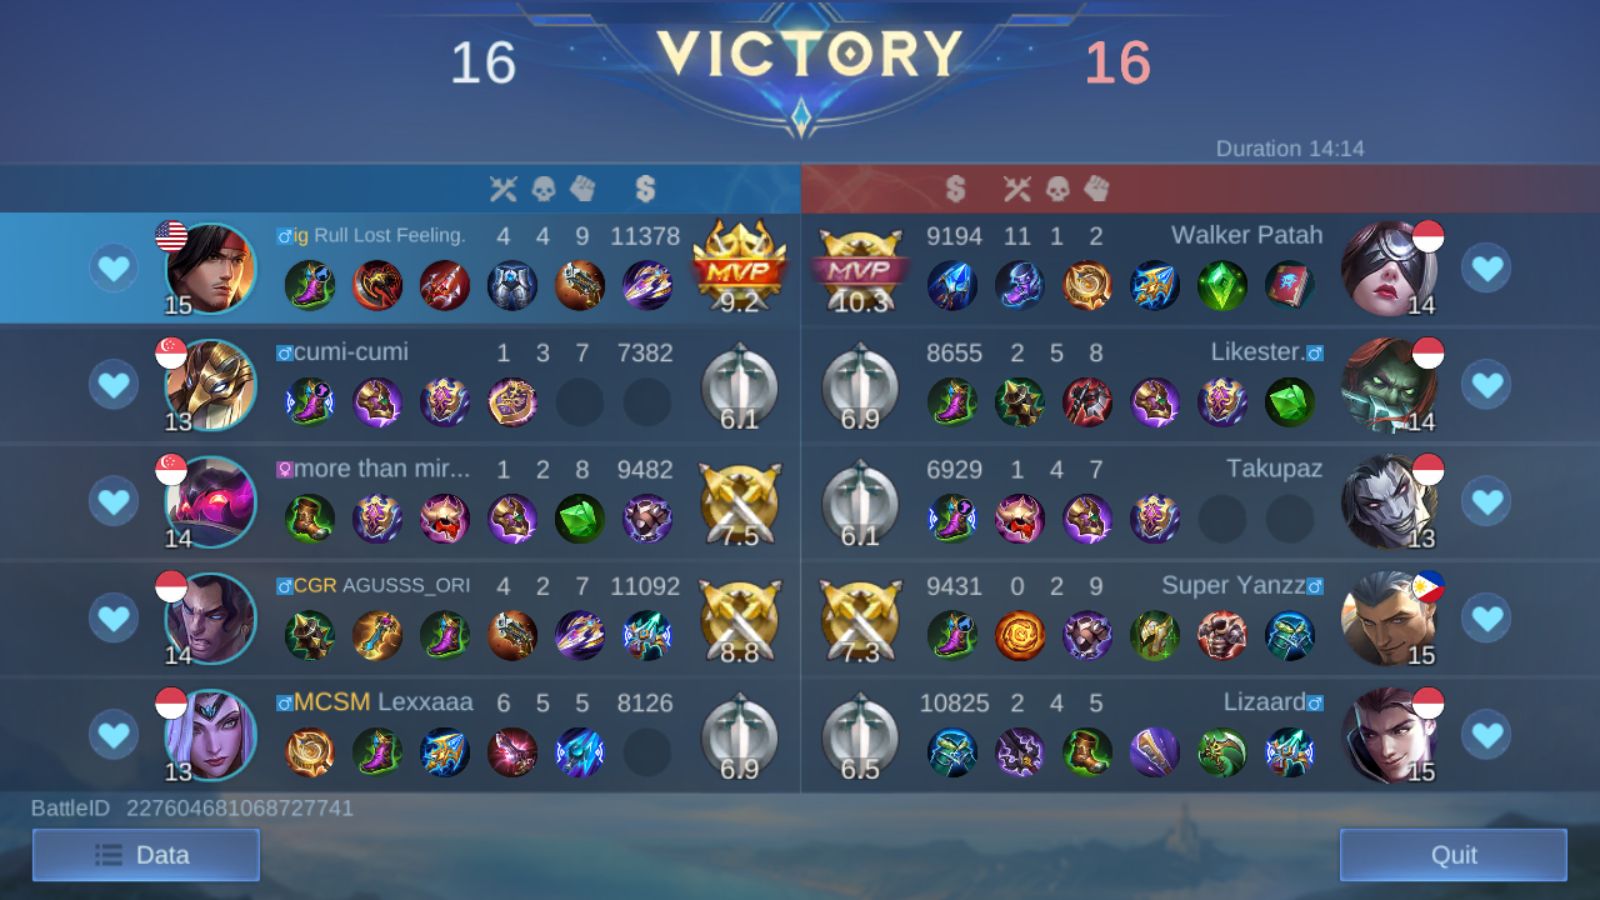 16 VICTORY 16
Duration 14:14
ig Rull Lost Feeling. 4 4 9 11378 MVP 9.2 15
MVP 10.3 9194 11 1 2 Walker Patah 14
cumi-cumi 1 3 7 7382 6.1 13
6.9 8655 2 5 8 Likester. 14
more than mir... 1 2 8 9482 7.5 14
6.1 6929 1 4 7 Takupaz 13
CGR AGUSSS_ORI 4 2 7 11092 8.8 14
7.3 9431 0 2 9 Super Yanzz 15
MCSM Lexxaaa 6 5 5 8126 6.9 13
6.5 10825 2 4 5 Lizaard 15
BattleID 227604681068727741
Data
Quit